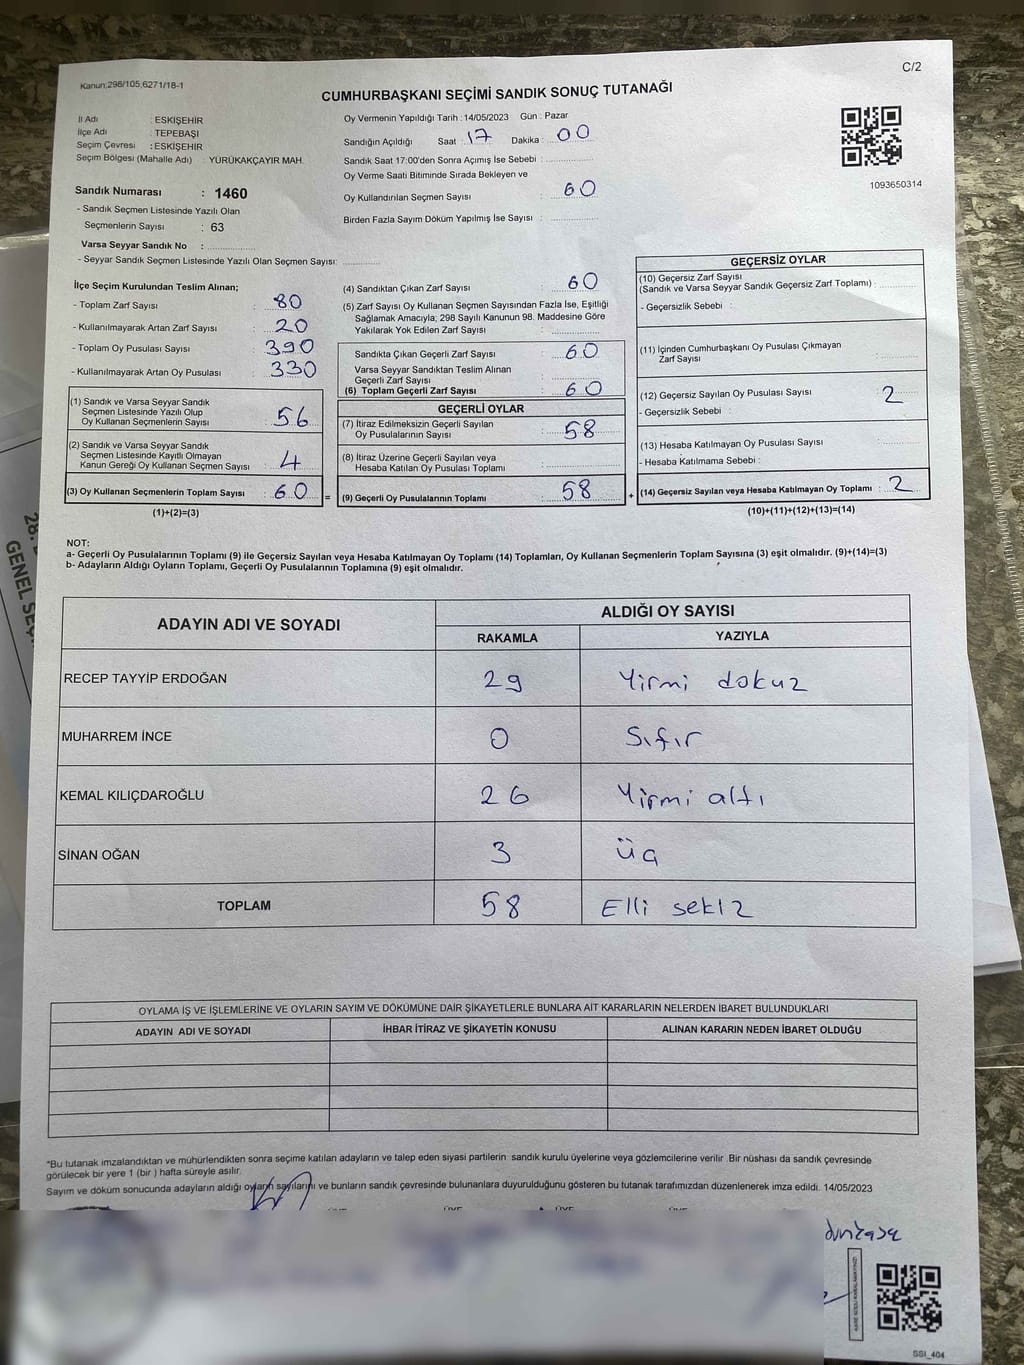 C/2
Kanun;298/105,6271/18-1
CUMHURBAŞKANI SEÇİMİ SANDIK SONUÇ TUTANAĞI
İl Adı : ESKİŞEHİR
İlçe Adı : TEPEBAŞI
Seçim Çevresi : ESKİŞEHİR
Seçim Bölgesi (Mahalle Adı) : YÜRÜKAKÇAYIR MAH.
Sandık Numarası : 1460
- Sandık Seçmen Listesinde Yazılı Olan
Seçmenlerin Sayısı : 63
Varsa Seyyar Sandık No :
- Seyyar Sandık Seçmen Listesinde Yazılı Olan Seçmen Sayısı:
Oy Vermenin Yapıldığı Tarih : 14/05/2023 Gün : Pazar
Sandığın Açıldığı Saat : 17 Dakika : 00
Sandık Saat 17:00'den Sonra Açımış İse Sebebi :
Oy Verme Saati Bitiminde Sırada Bekleyen ve
Oy Kullandırılan Seçmen Sayısı : 60
Birden Fazla Sayım Döküm Yapılmış İse Sayısı :
1093650314
İlçe Seçim Kurulundan Teslim Alınan;
- Toplam Zarf Sayısı : 80
- Kullanılmayarak Artan Zarf Sayısı : 20
- Toplam Oy Pusulası Sayısı : 390
- Kullanılmayarak Artan Oy Pusulası : 330
(1) Sandık ve Varsa Seyyar Sandık
Seçmen Listesinde Yazılı Olup
Oy Kullanan Seçmenlerin Sayısı : 56
(2) Sandık ve Varsa Seyyar Sandık
Seçmen Listesinde Kayıtlı Olmayan
Kanun Gereği Oy Kullanan Seçmen Sayısı : 4
(3) Oy Kullanan Seçmenlerin Toplam Sayısı : 60
(1)+(2)=(3)
=
(4) Sandıktan Çıkan Zarf Sayısı : 60
(5) Zarf Sayısı Oy Kullanan Seçmen Sayısından Fazla İse, Eşitliği
Sağlamak Amacıyla; 298 Sayılı Kanunun 98. Maddesine Göre
Yakılarak Yok Edilen Zarf Sayısı :
Sandıkta Çıkan Geçerli Zarf Sayısı : 60
Varsa Seyyar Sandıktan Teslim Alınan
Geçerli Zarf Sayısı :
(6) Toplam Geçerli Zarf Sayısı : 60
GEÇERLİ OYLAR
(7) İtiraz Edilmeksizin Geçerli Sayılan
Oy Pusulalarının Sayısı : 58
(8) İtiraz Üzerine Geçerli Sayılan veya
Hesaba Katılan Oy Pusulası Toplamı :
(9) Geçerli Oy Pusulalarının Toplamı : 58
+
GEÇERSİZ OYLAR
(10) Geçersiz Zarf Sayısı
(Sandık ve Varsa Seyyar Sandık Geçersiz Zarf Toplamı) :
- Geçersizlik Sebebi :
(11) İçinden Cumhurbaşkanı Oy Pusulası Çıkmayan
Zarf Sayısı :
(12) Geçersiz Sayılan Oy Pusulası Sayısı : 2
- Geçersizlik Sebebi :
(13) Hesaba Katılmayan Oy Pusulası Sayısı :
- Hesaba Katılmama Sebebi :
(14) Geçersiz Sayılan veya Hesaba Katılmayan Oy Toplamı : 2
(10)+(11)+(12)+(13)=(14)
NOT:
a- Geçerli Oy Pusulalarının Toplamı (9) ile Geçersiz Sayılan veya Hesaba Katılmayan Oy Toplamı (14) Toplamları, Oy Kullanan Seçmenlerin Toplam Sayısına (3) eşit olmalıdır. (9)+(14)=(3)
b- Adayların Aldığı Oyların Toplamı, Geçerli Oy Pusulalarının Toplamına (9) eşit olmalıdır.
ADAYIN ADI VE SOYADI
ALDIĞI OY SAYISI
RAKAMLA YAZIYLA
RECEP TAYYİP ERDOĞAN 29 Yirmi dokuz
MUHARREM İNCE 0 Sıfır
KEMAL KILIÇDAROĞLU 26 Yirmi altı
SİNAN OĞAN 3 üç
TOPLAM 58 Elli sekiz
OYLAMA İŞ VE İŞLEMLERİNE VE OYLARIN SAYIM VE DÖKÜMÜNE DAİR ŞİKAYETLERLE BUNLARA AİT KARARLARIN NELERDEN İBARET BULUNDUKLARI
ADAYIN ADI VE SOYADI İHBAR İTİRAZ VE ŞİKAYETİN KONUSU ALINAN KARARIN NEDEN İBARET OLDUĞU
*Bu tutanak imzalandıktan ve mühürlendikten sonra seçime katılan adayların ve talep eden siyasi partilerin sandık kurulu üyelerine veya gözlemcilerine verilir .Bir nüshası da sandık çevresinde
görülecek bir yere 1 (bir ) hafta süreyle asılır.
Sayım ve döküm sonucunda adayların aldığı oyların sayılarını ve bunların sandık çevresinde bulunanlara duyurulduğunu gösteren bu tutanak tarafımızdan düzenlenerek imza edildi. 14/05/2023
ÜYE ÜYE ÜYE
SSI_404